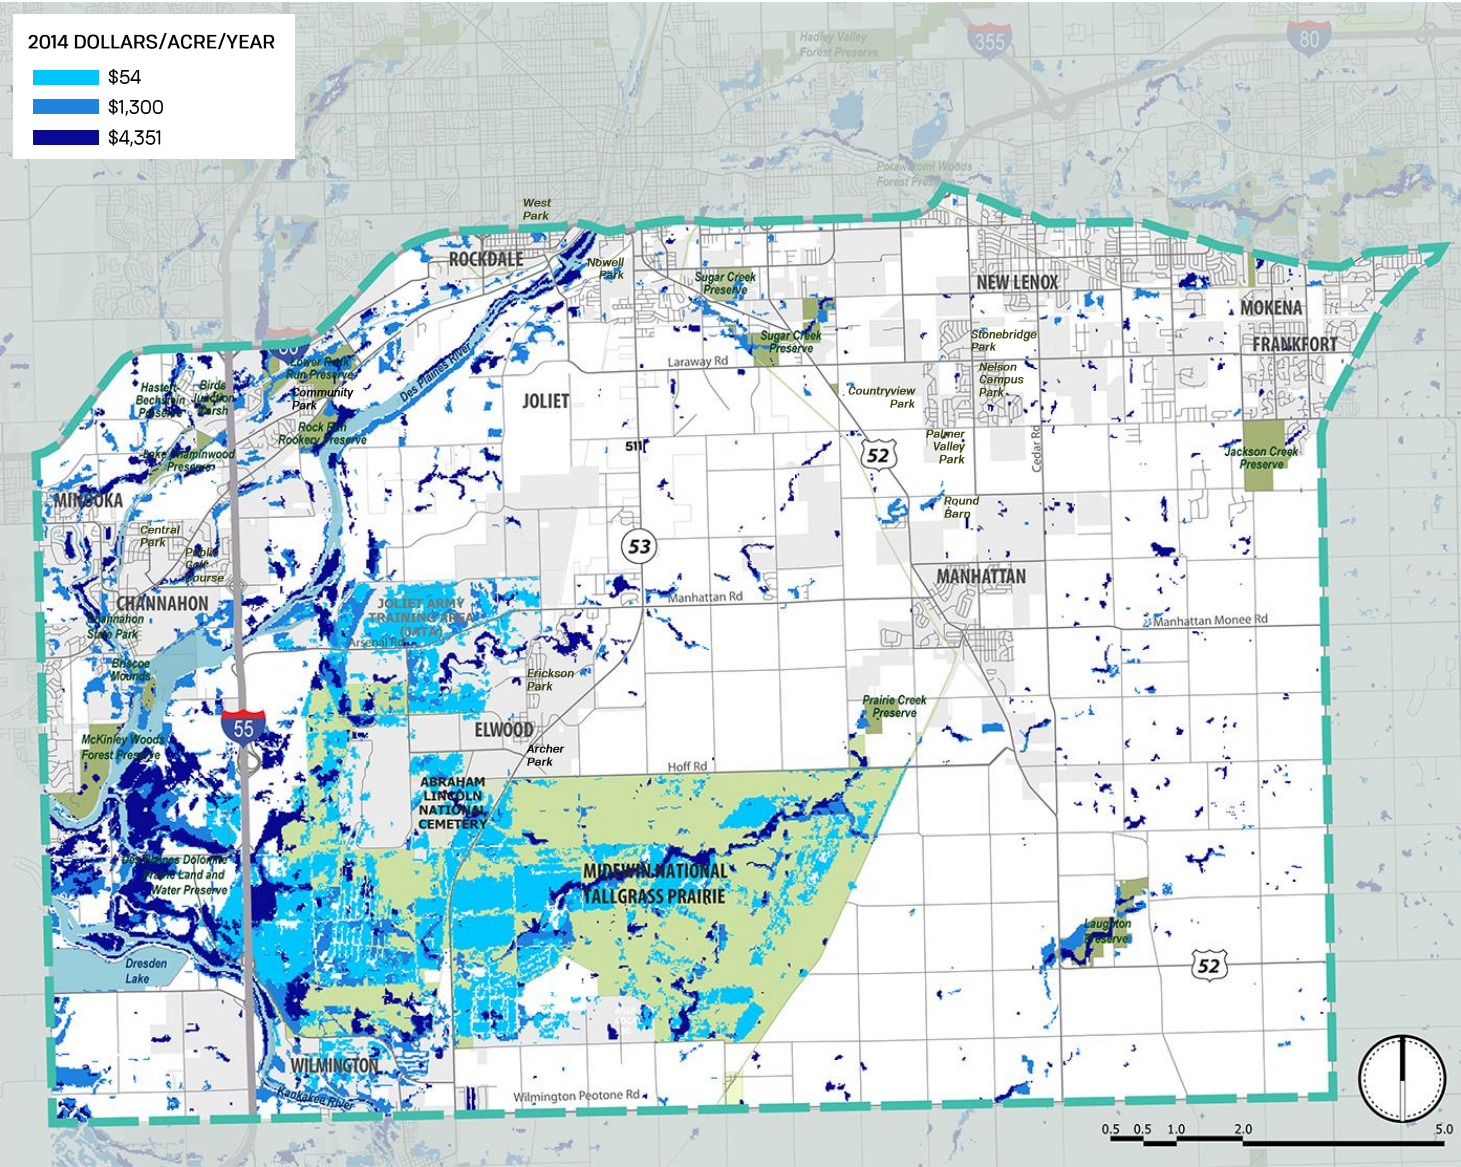 2014 DOLLARS/ACRE/YEAR
$54
$1,300
$4,351
Hadley Valley
Forest Preserve
355
80
Potawatomi Woods
Forest Preserve
West
Park
ROCKDALE
Nowell
Park
Sugar Creek
Preserve
NEW LENOX
MOKENA
FRANKFORT
80
Lower Rock
Run Preserve
Sugar Creek
Preserve
Stonebridge
Park
Laraway Rd
Des Plaines River
Nelson
Campus
Park
Hastert-
Bechstein
Preserve
Birds
Junction
Marsh
Community
Park
Countryview
Park
JOLIET
Rock Run
Rookery Preserve
511
52
Palmer
Valley
Park
Cedar Rd
Jackson Creek
Preserve
Lake Chaminwood
Preserve
MINOOKA
Round
Barn
Central
Park
Public
Golf
Course
53
MANHATTAN
CHANNAHON
Channahon
State Park
JOLIET ARMY
TRAINING AREA
(JATA)
Arsenal Rd
Manhattan Rd
Manhattan Monee Rd
Briscoe
Mounds
Erickson
Park
Prairie Creek
Preserve
55
McKinley Woods
Forest Preserve
ELWOOD
Archer
Park
Hoff Rd
ABRAHAM
LINCOLN
NATIONAL
CEMETERY
Des Plaines Dolomite
Prairie Land and
Water Preserve
MIDEWIN NATIONAL
TALLGRASS PRAIRIE
Laughton
Preserve
52
Dresden
Lake
WILMINGTON
Kankakee River
Wilmington Peotone Rd
0.5 0.5 1.0 2.0 5.0